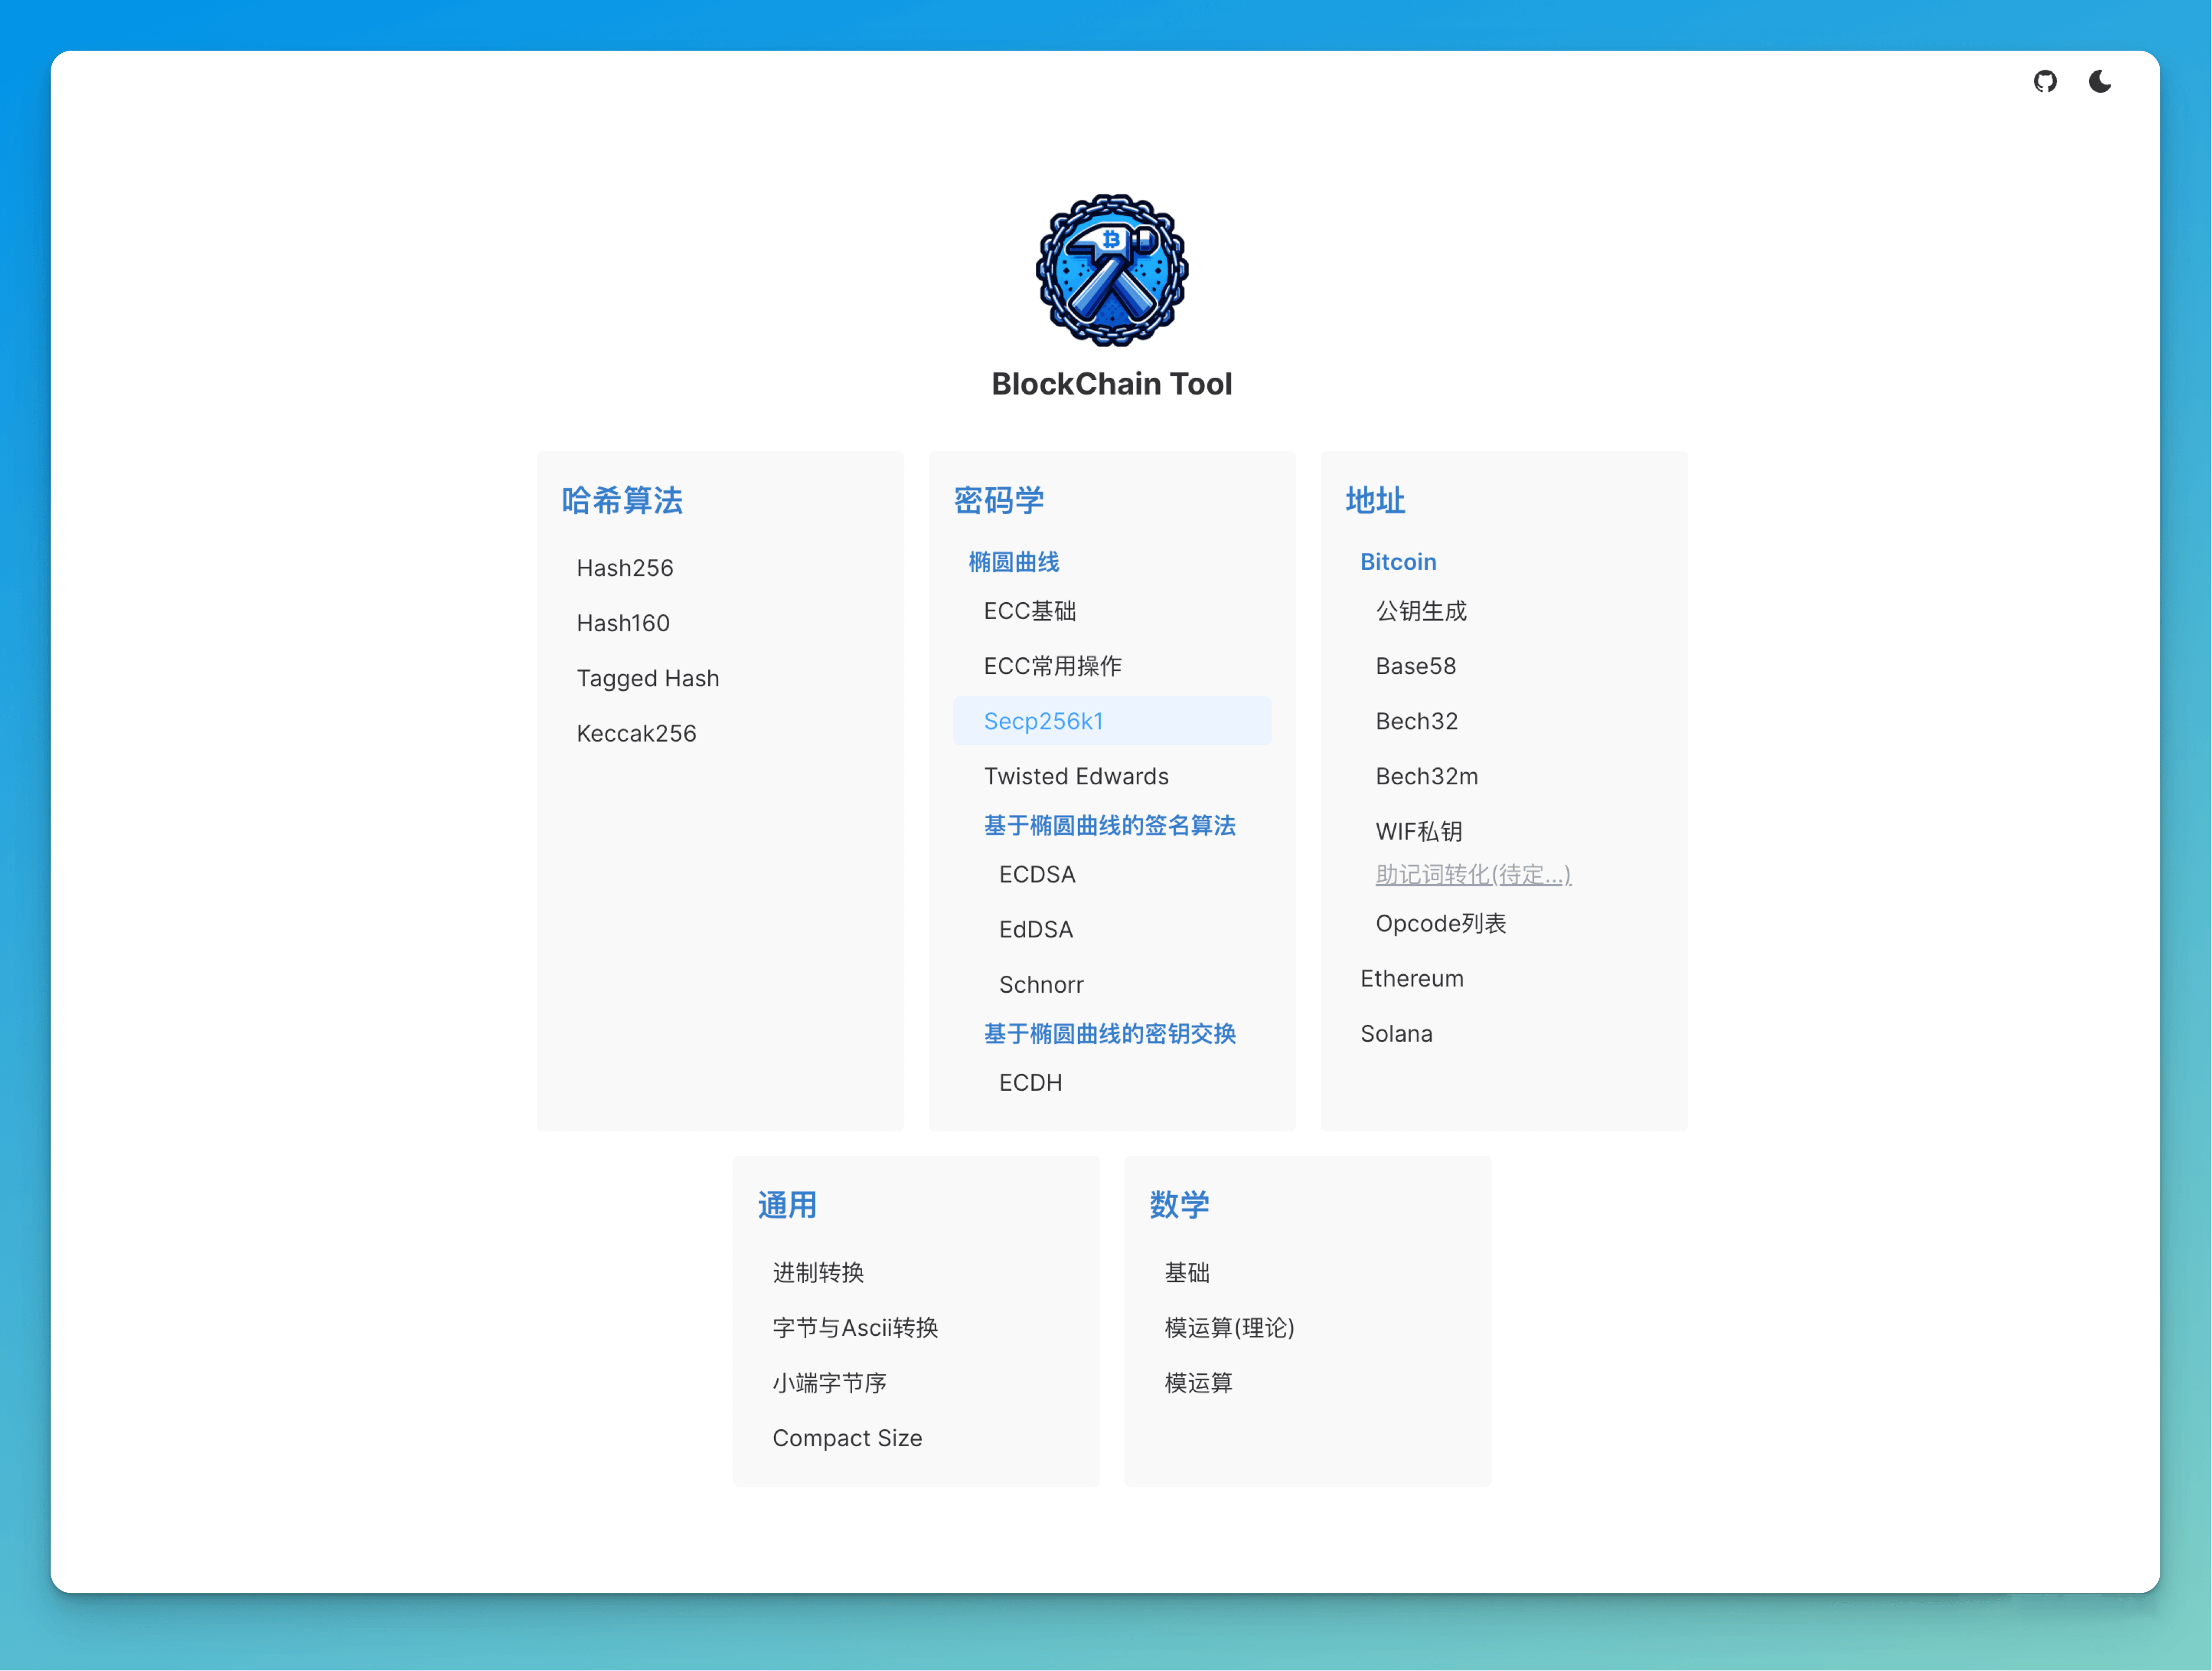 BlockChain Tool
哈希算法
Hash256
Hash160
Tagged Hash
Keccak256
密码学
椭圆曲线
ECC基础
ECC常用操作
Secp256k1
Twisted Edwards
基于椭圆曲线的签名算法
ECDSA
EdDSA
Schnorr
基于椭圆曲线的密钥交换
ECDH
地址
Bitcoin
公钥生成
Base58
Bech32
Bech32m
WIF私钥
助记词转化(待定...)
Opcode列表
Ethereum
Solana
通用
进制转换
字节与Ascii转换
小端字节序
Compact Size
数学
基础
模运算(理论)
模运算